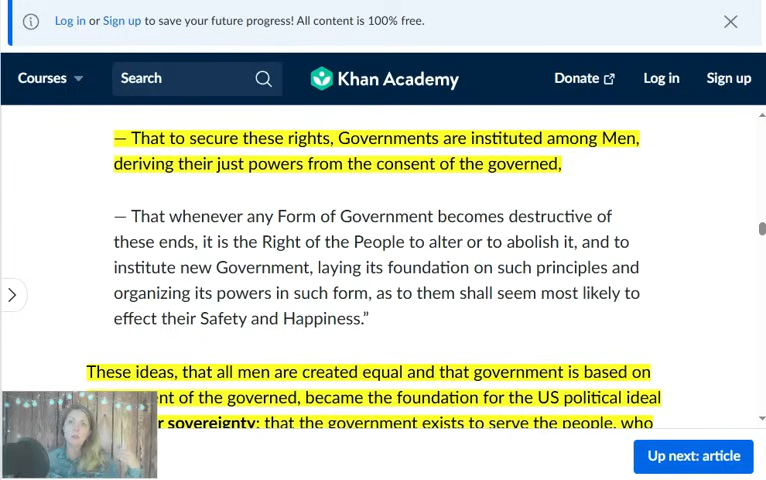 Log in or Sign up to save your future progress! All content is 100% free.
Courses Search Khan Academy Donate Log in Sign up
— That to secure these rights, Governments are instituted among Men,
deriving their just powers from the consent of the governed,
— That whenever any Form of Government becomes destructive of
these ends, it is the Right of the People to alter or to abolish it, and to
institute new Government, laying its foundation on such principles and
organizing its powers in such form, as to them shall seem most likely to
effect their Safety and Happiness.”
These ideas, that all men are created equal and that government is based on
of the governed, became the foundation for the US political ideal
sovereignty: that the government exists to serve the people, who
Up next: article